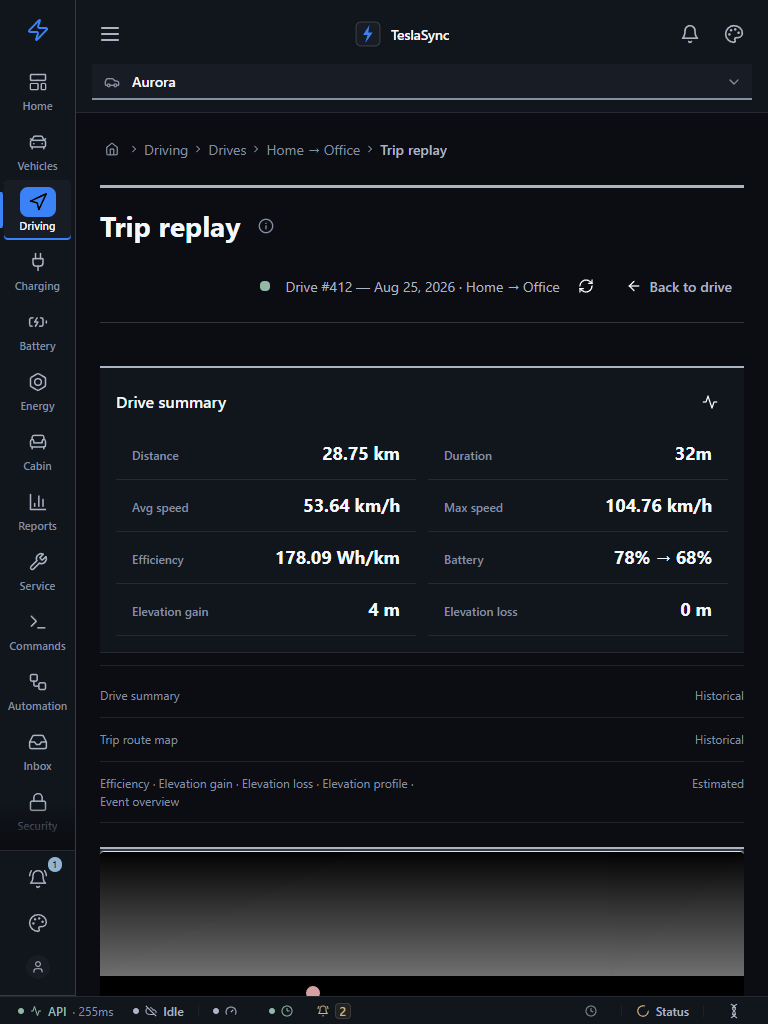 TeslaSync
Aurora
Home
Vehicles
Driving
Charging
Battery
Energy
Cabin
Reports
Service
Commands
Automation
Inbox
Security
1
Driving > Drives > Home → Office > Trip replay
Trip replay
Drive #412 — Aug 25, 2026 · Home → Office
Back to drive
Drive summary
Distance 28.75 km
Duration 32m
Avg speed 53.64 km/h
Max speed 104.76 km/h
Efficiency 178.09 Wh/km
Battery 78% → 68%
Elevation gain 4 m
Elevation loss 0 m
Drive summary Historical
Trip route map Historical
Efficiency · Elevation gain · Elevation loss · Elevation profile · Estimated
Event overview
API · 255ms Idle 2 Status